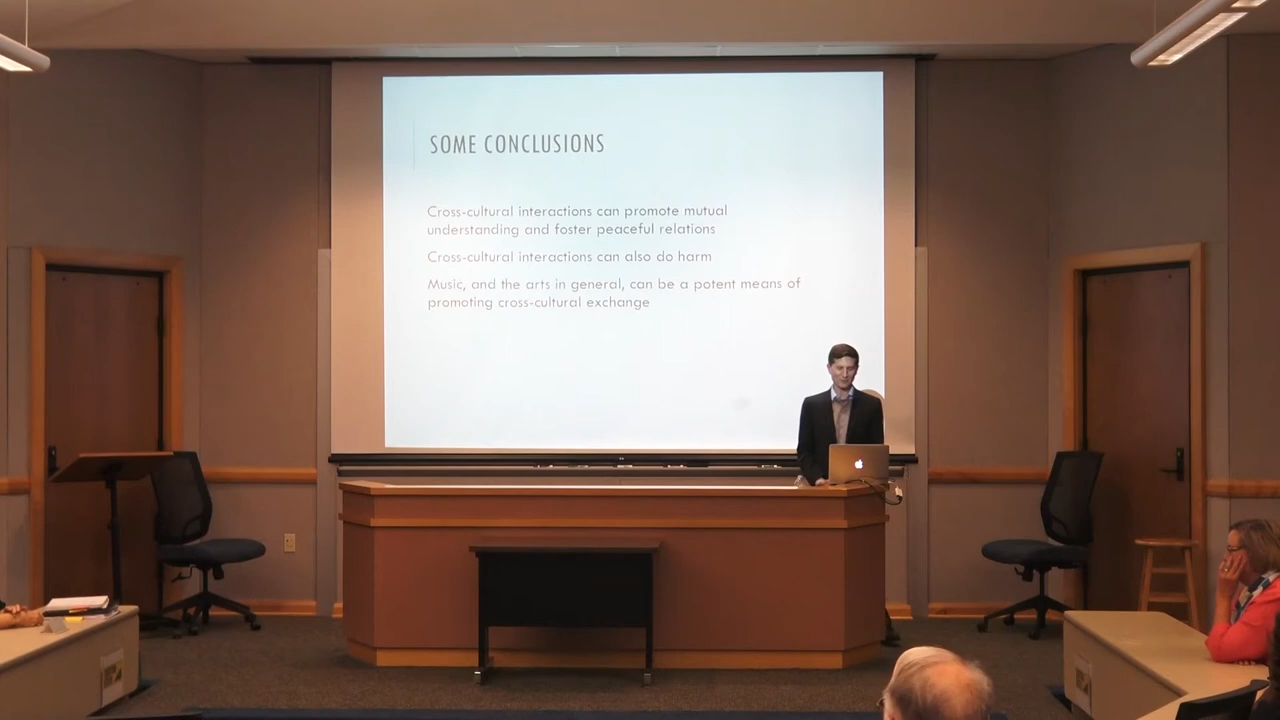 SOME CONCLUSIONS
Cross-cultural interactions can promote mutual
understanding and foster peaceful relations
Cross-cultural interactions can also do harm
Music, and the arts in general, can be a potent means of
promoting cross-cultural exchange